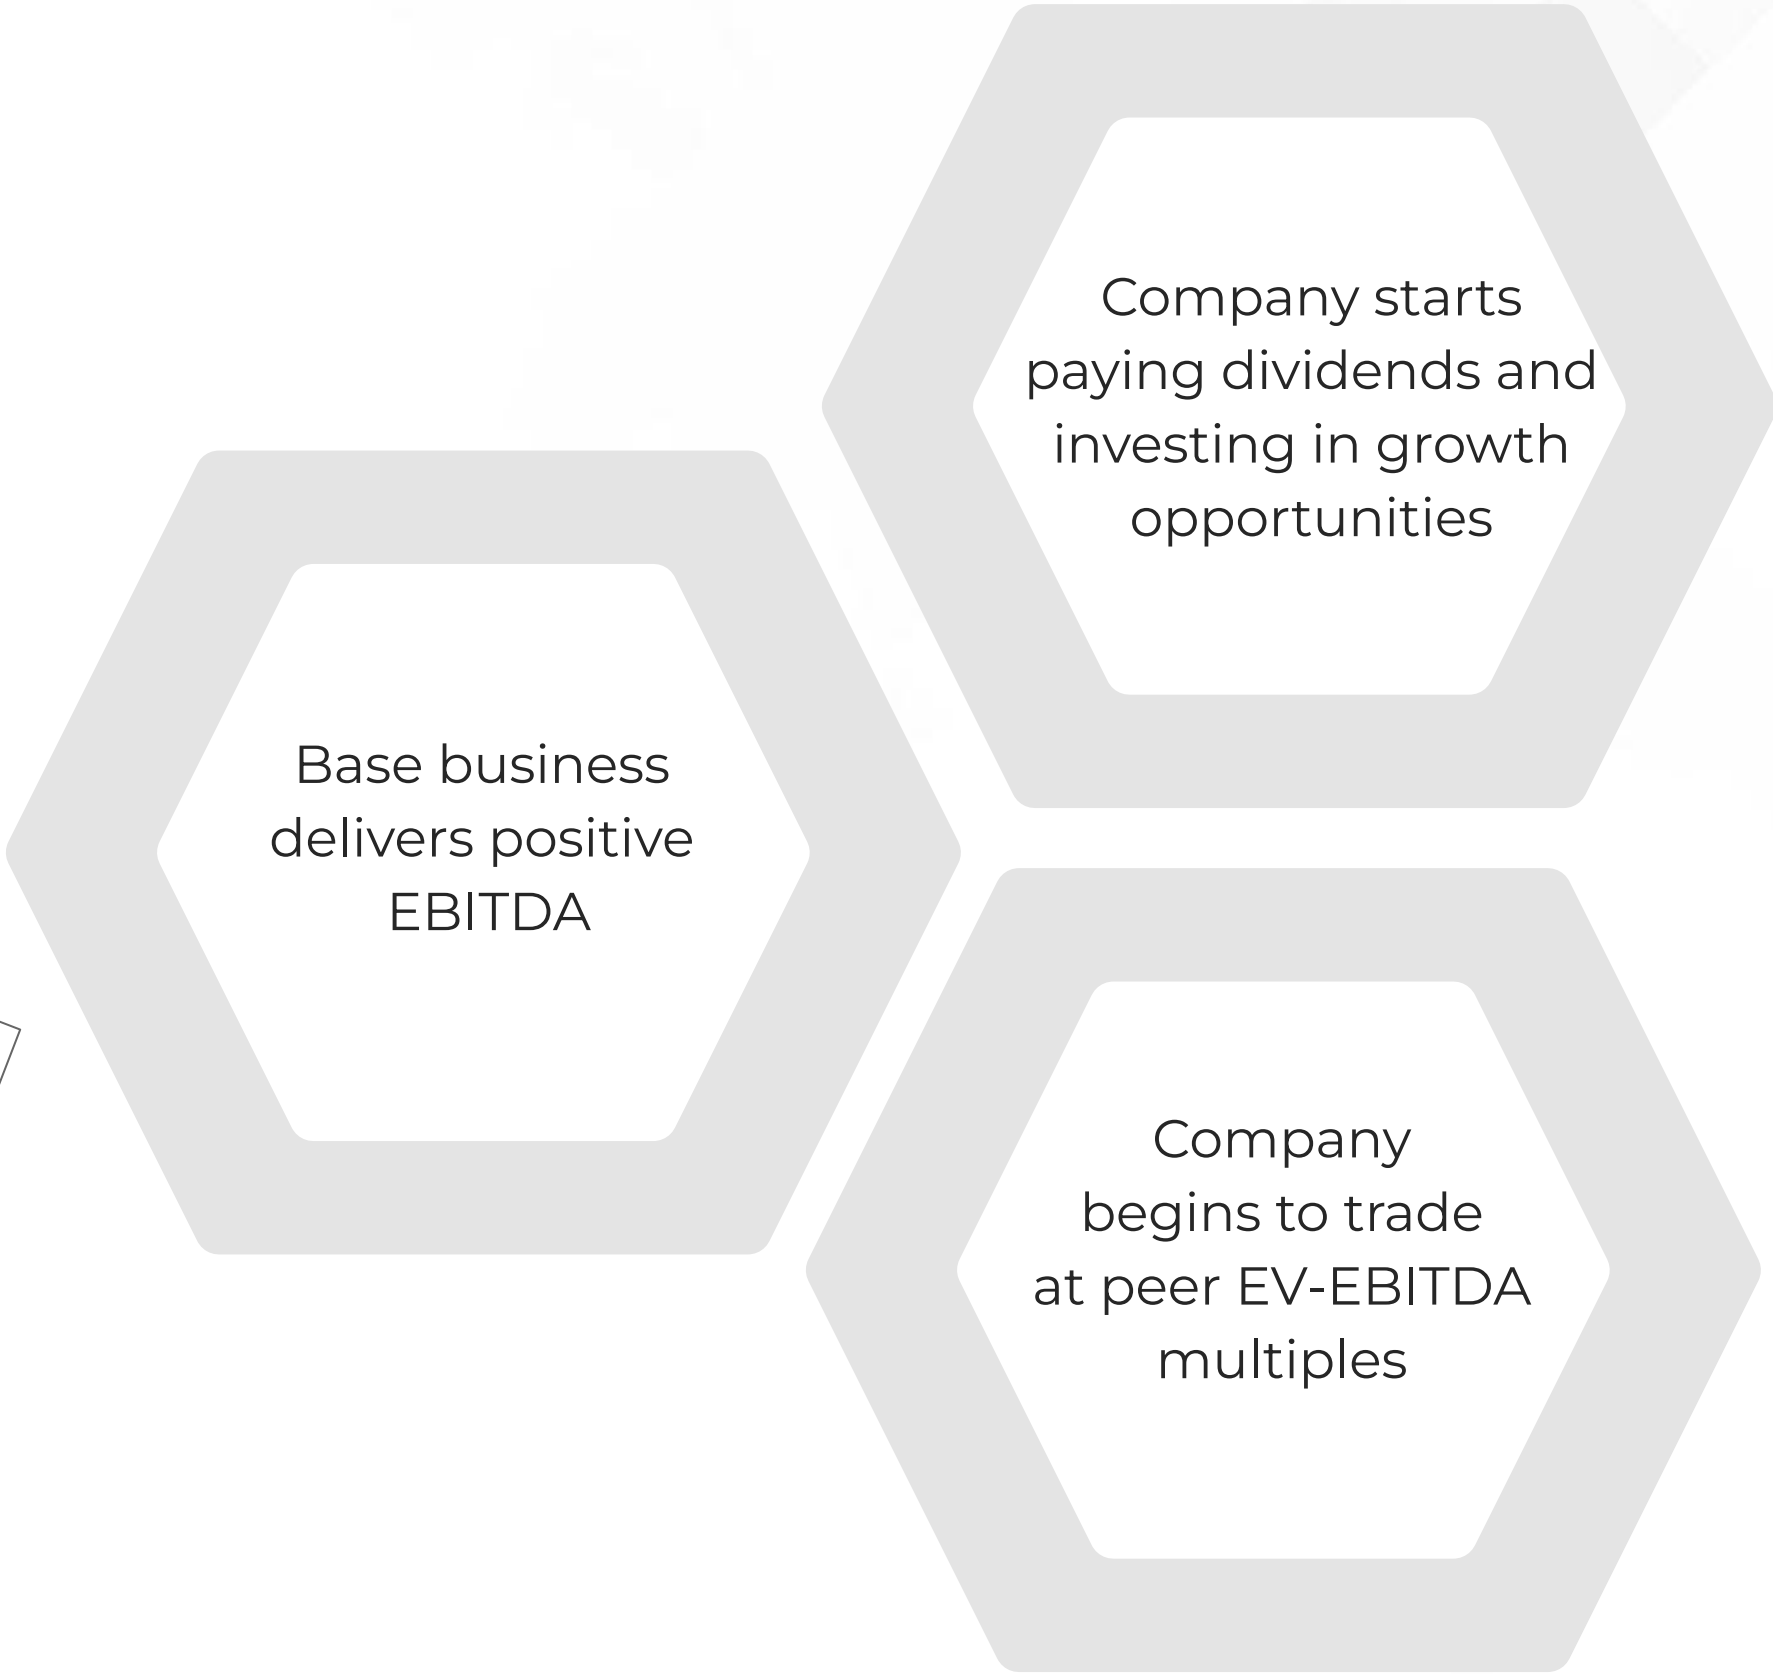 Company starts
paying dividends and
investing in growth
opportunities
Base business
delivers positive
EBITDA
Company
begins to trade
at peer EV-EBITDA
multiples